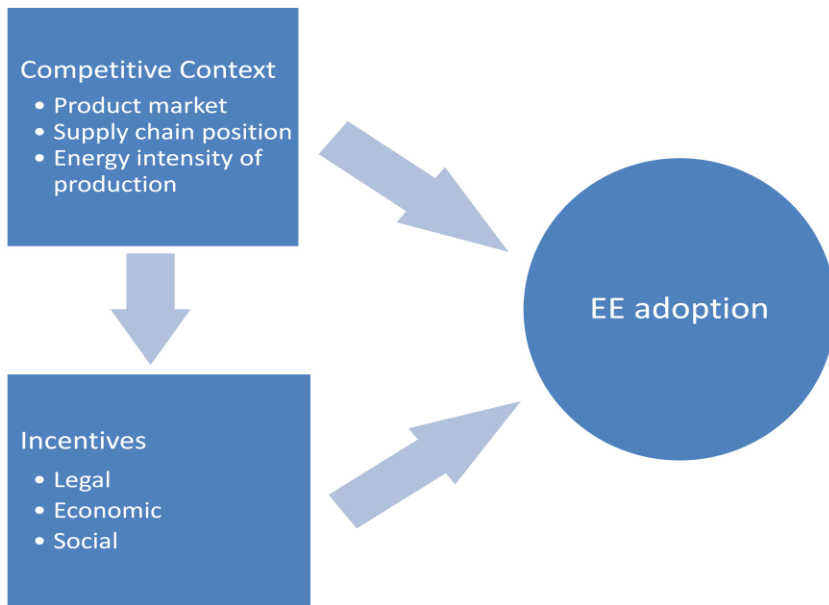 Competitive Context
• Product market
• Supply chain position
• Energy intensity of
production
EE adoption
Incentives
• Legal
• Economic
• Social